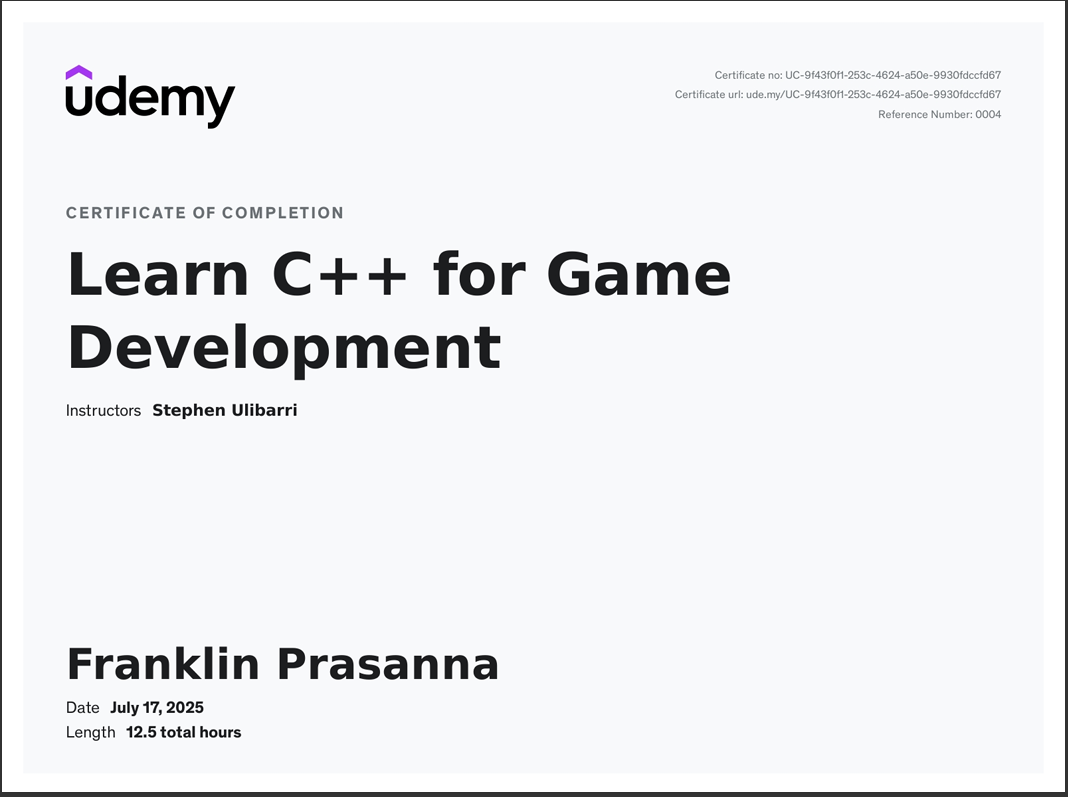 udemy
Certificate no: UC-9f43f0f1-253c-4624-a50e-9930fdccfd67
Certificate url: ude.my/UC-9f43f0f1-253c-4624-a50e-9930fdccfd67
Reference Number: 0004
CERTIFICATE OF COMPLETION
Learn C++ for Game
Development
Instructors Stephen Ulibarri
Franklin Prasanna
Date July 17, 2025
Length 12.5 total hours